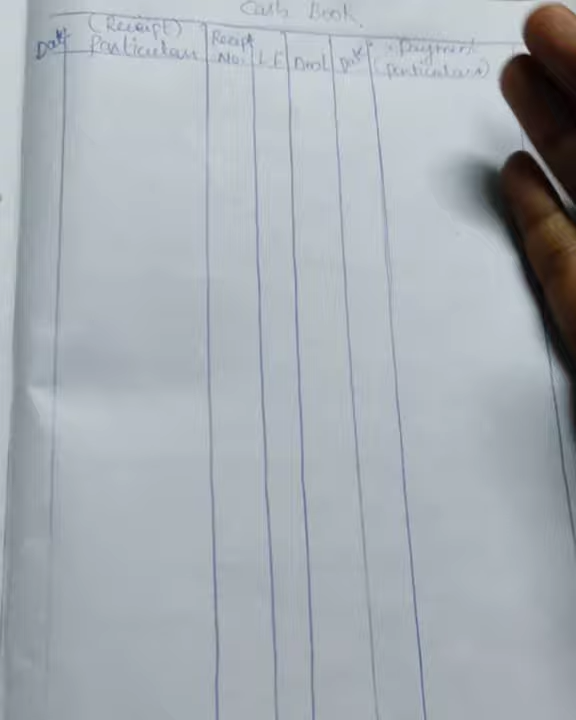 Cash Book.
Date
(Receipt)
Particulars
Receipt
No.
L.F
Amt
Date
Payment
(Particulars)